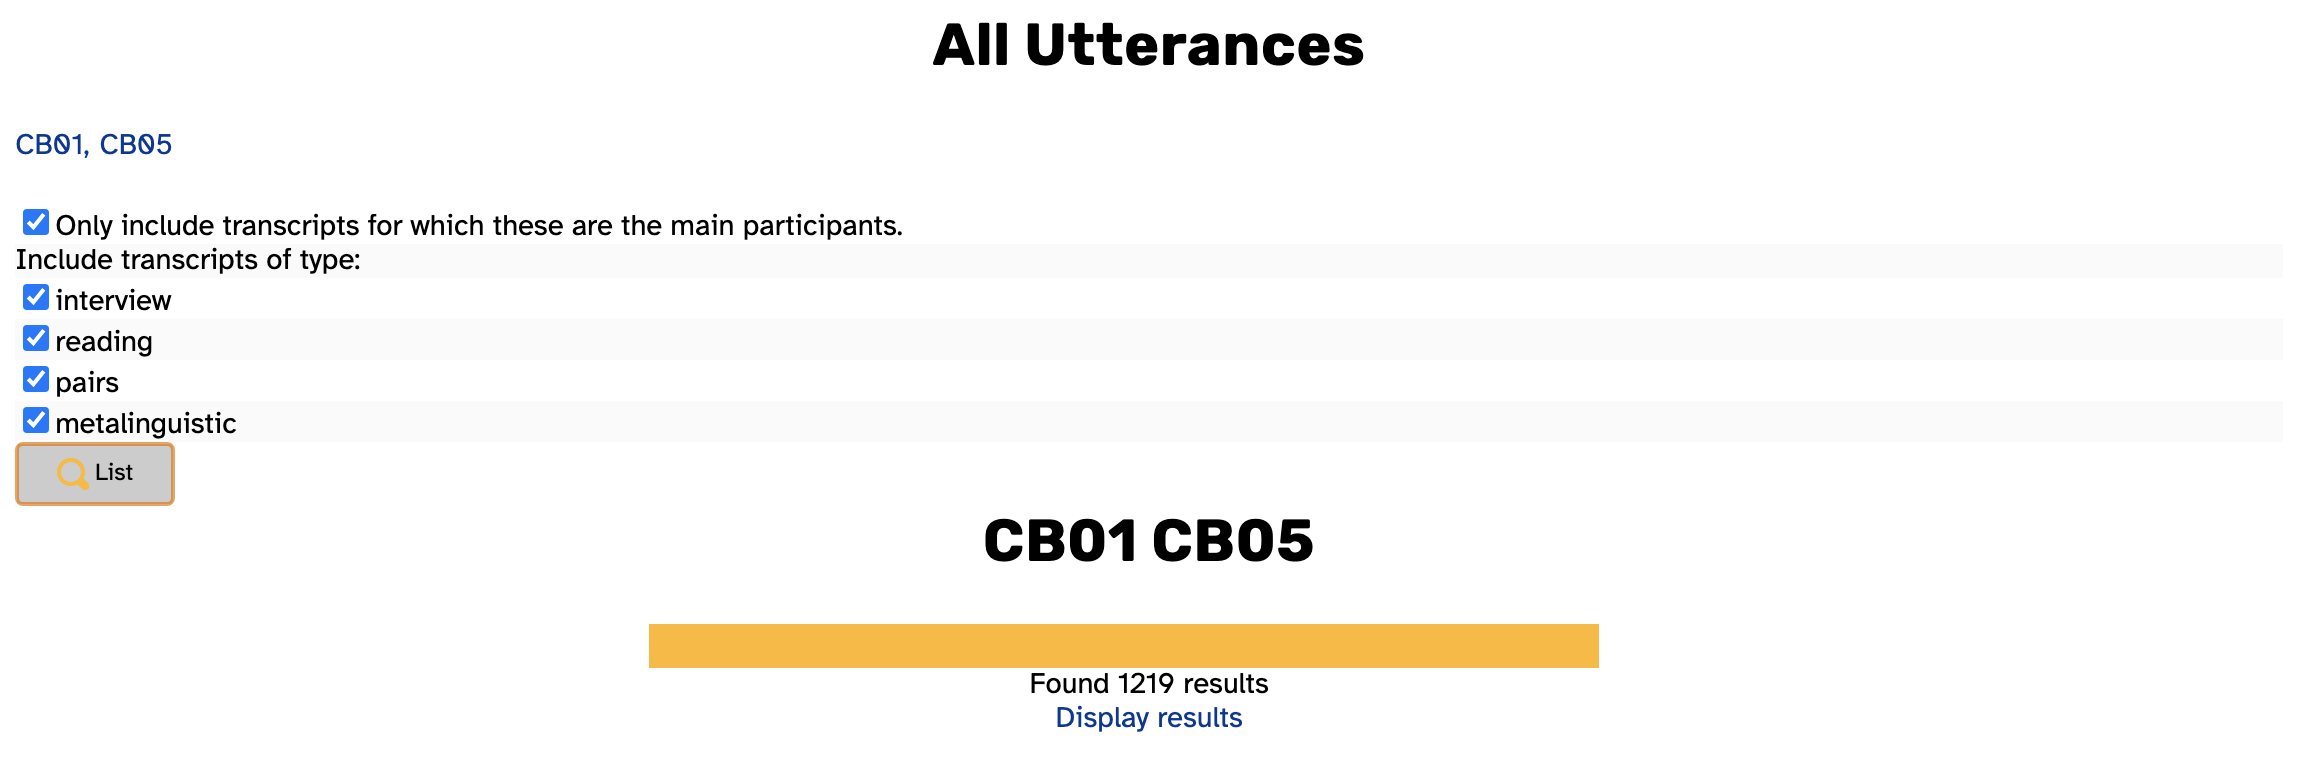 All Utterances
CB01, CB05
Only include transcripts for which these are the main participants.
Include transcripts of type:
interview
reading
pairs
metalinguistic
List
CB01 CB05
Found 1219 results
Display results